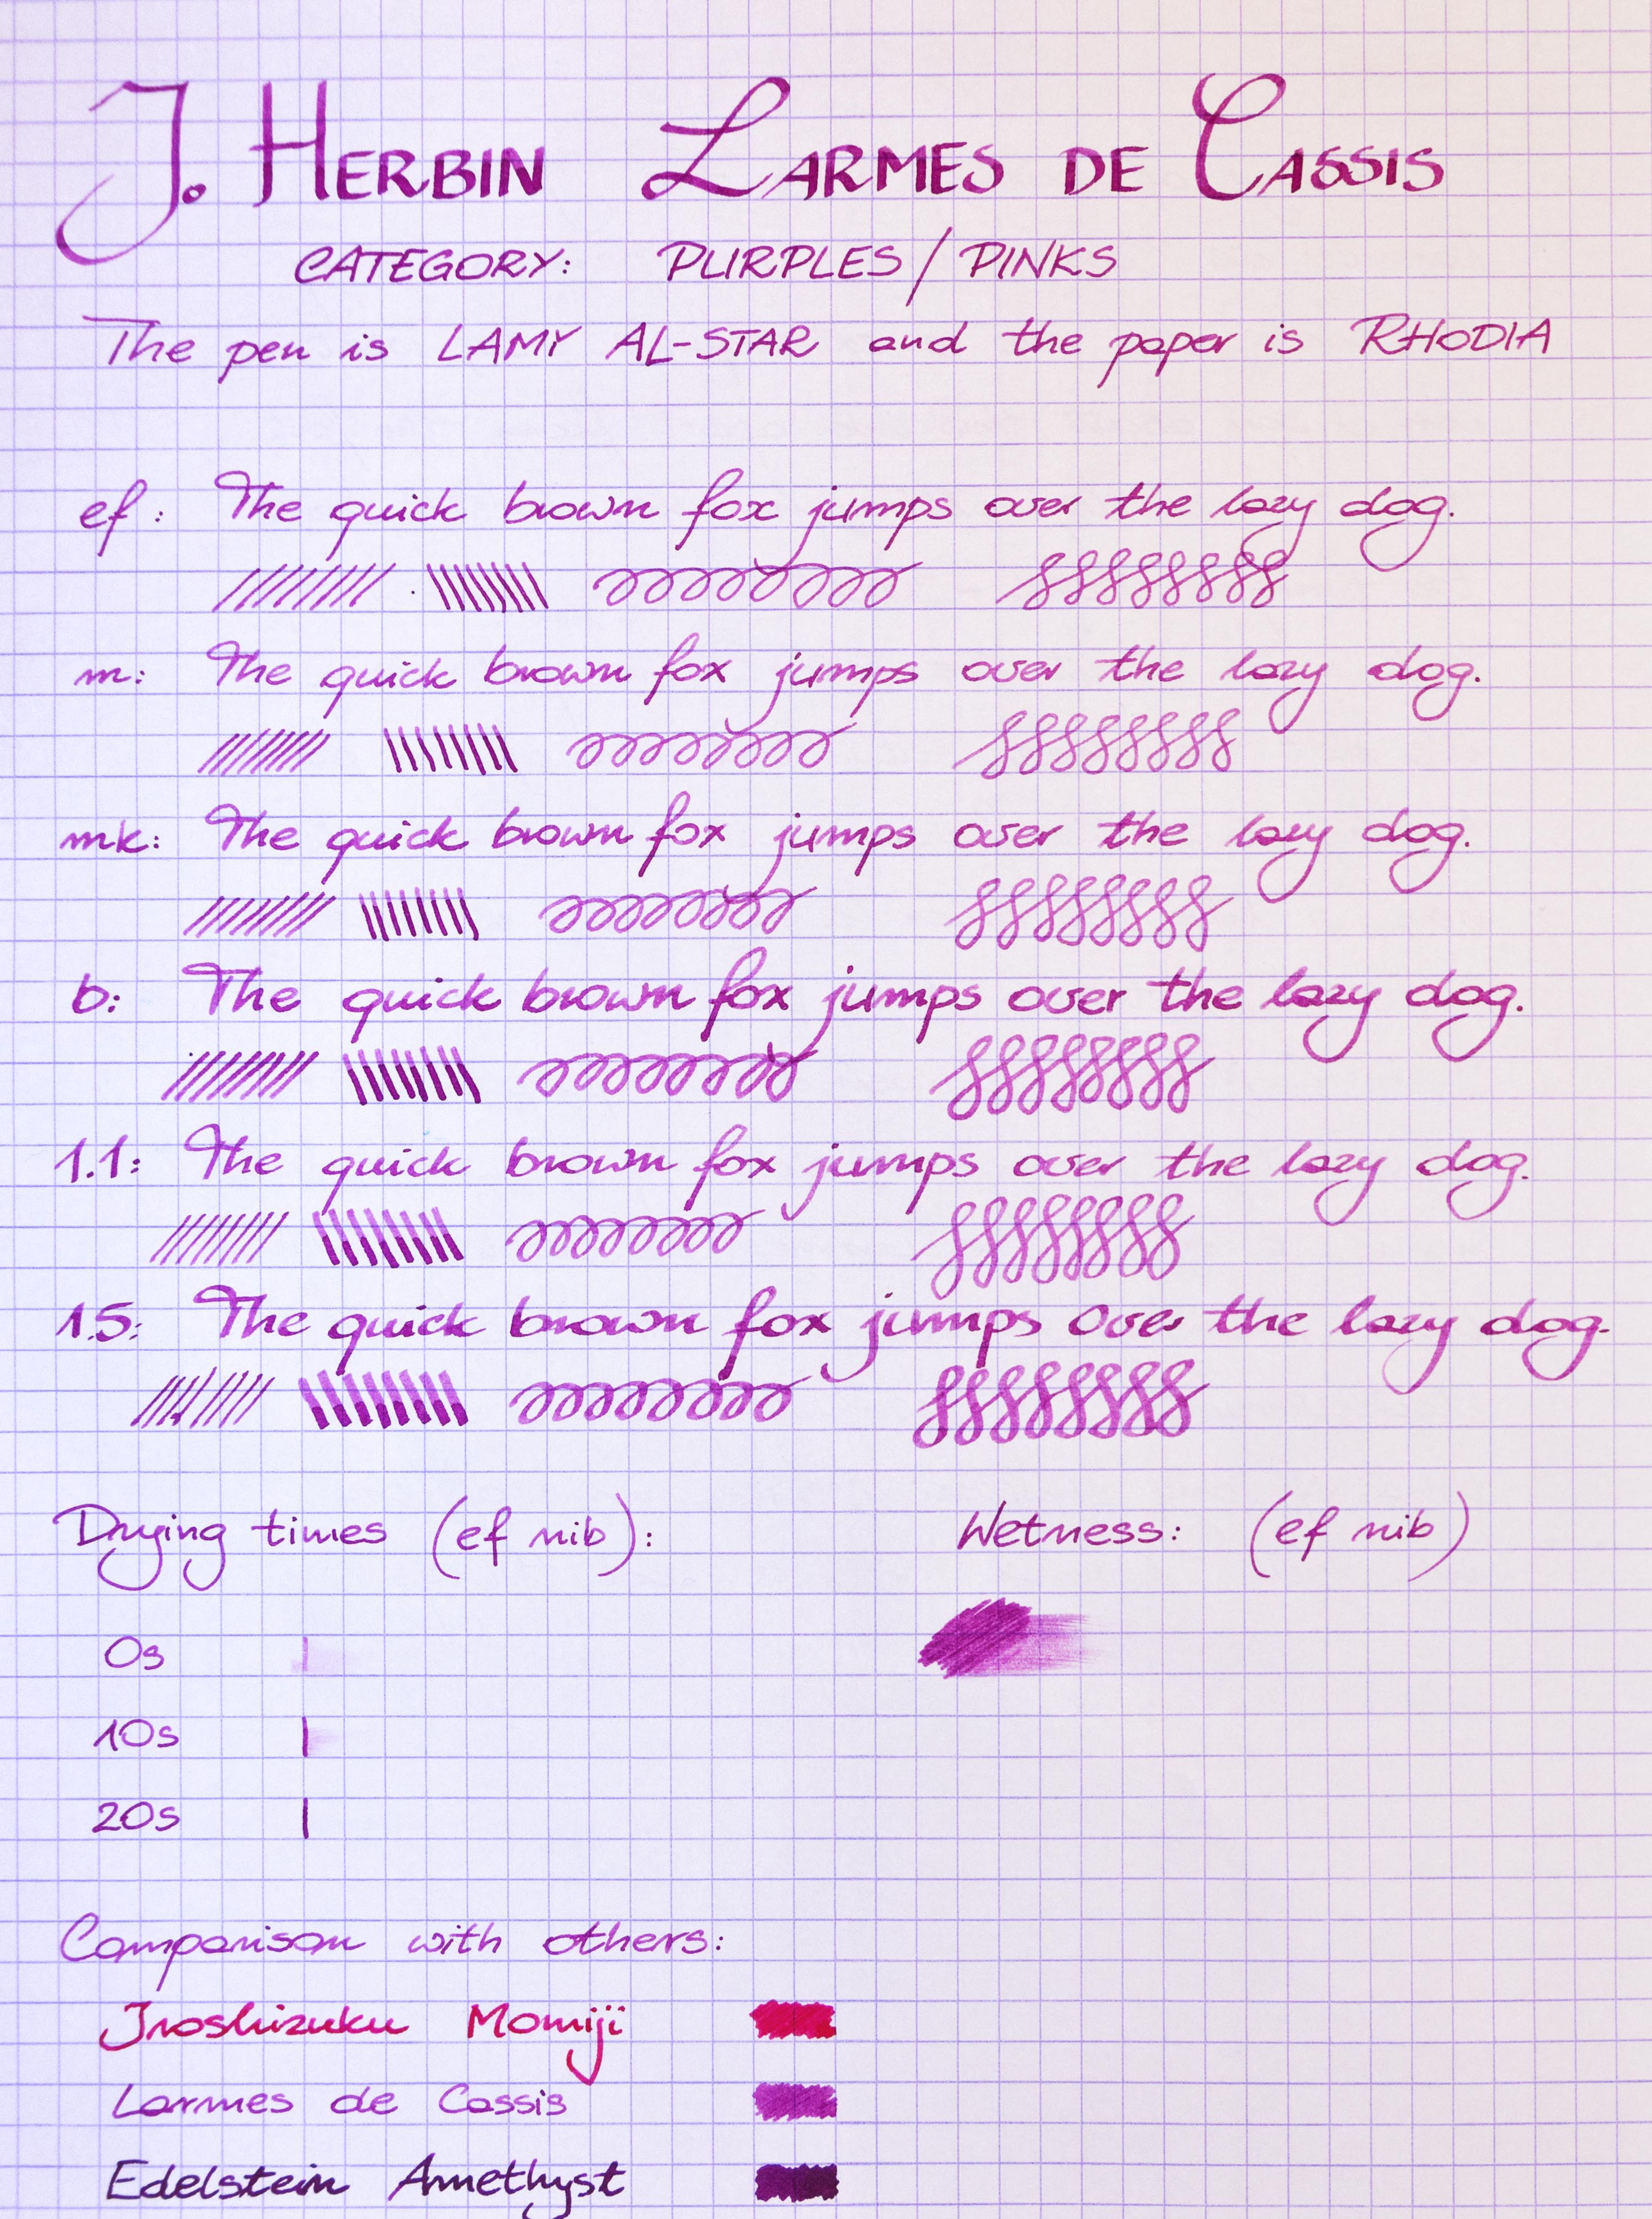 J. HERBIN LARMES DE CASSIS
CATEGORY: PURPLES / PINKS
The pen is LAMY AL-STAR and the paper is RHODIA
ef: The quick brown fox jumps over the lazy dog.
m: The quick brown fox jumps over the lazy dog.
mk: The quick brown fox jumps over the lazy dog.
b: The quick brown fox jumps over the lazy dog.
1.1: The quick brown fox jumps over the lazy dog.
1.5: The quick brown fox jumps over the lazy dog.
Drying times (ef nib): Wetness: (ef nib)
0s
10s
20s
Comparison with others:
Iroshizuku Momiji
Larmes de Cassis
Edelstein Amethyst